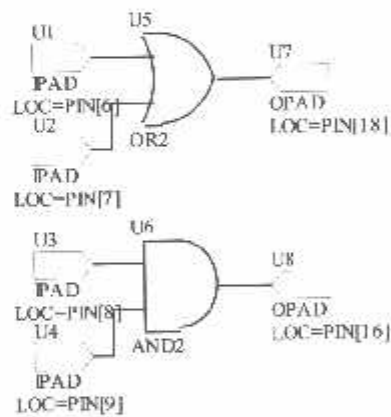 U1
IPAD
LOC=PIN[6]
U2
IPAD
LOC=PIN[7]
U5
OR2
U7
OPAD
LOC=PIN[18]
U3
IPAD
LOC=PIN[8]
U4
IPAD
LOC=PIN[9]
U6
AND2
U8
OPAD
LOC=PIN[16]